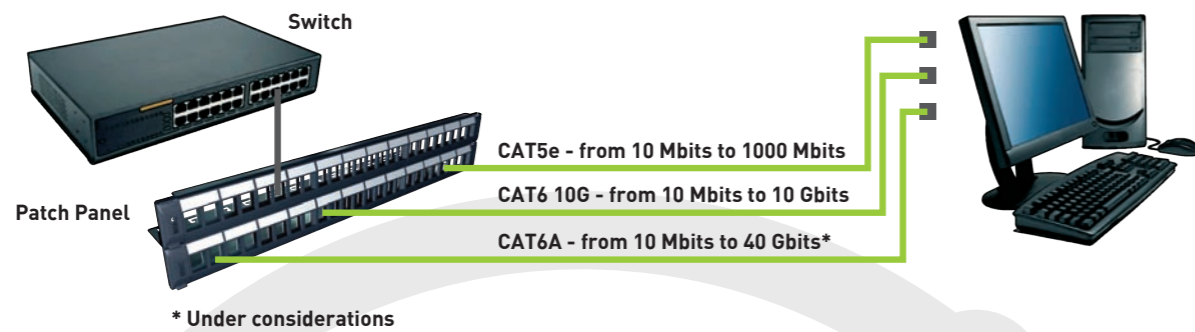 Switch
CAT5e - from 10 Mbits to 1000 Mbits
CAT6 10G - from 10 Mbits to 10 Gbits
Patch Panel
CAT6A - from 10 Mbits to 40 Gbits*
* Under considerations